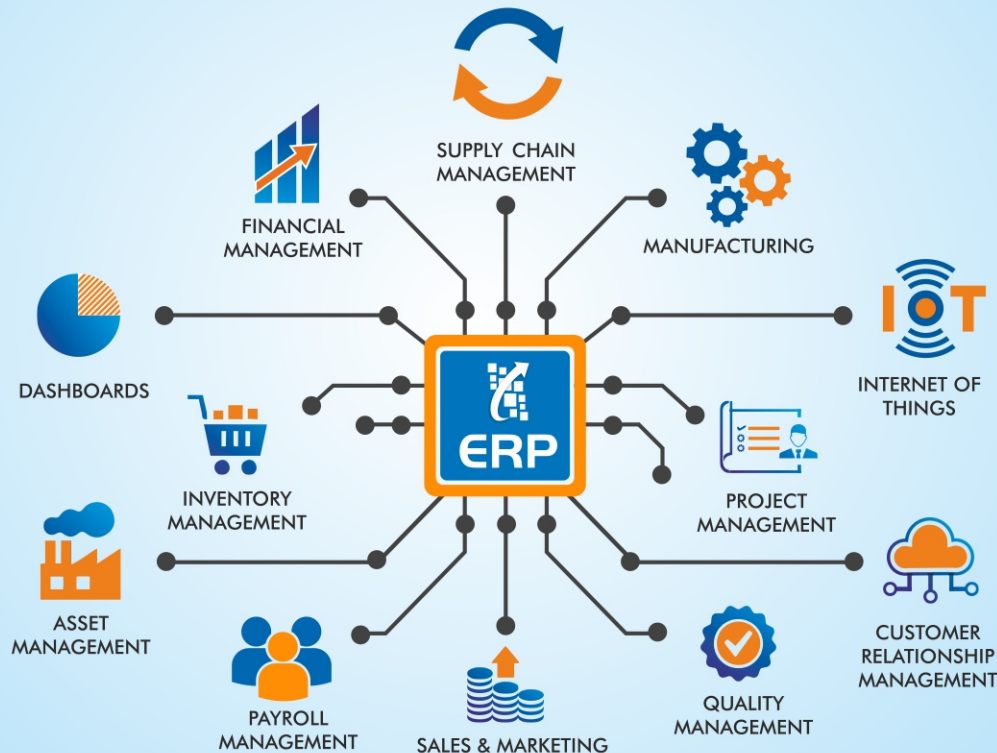 SUPPLY CHAIN
MANAGEMENT
FINANCIAL
MANAGEMENT
MANUFACTURING
IOT
DASHBOARDS
INTERNET OF
THINGS
ERP
INVENTORY
MANAGEMENT
PROJECT
MANAGEMENT
ASSET
MANAGEMENT
CUSTOMER
RELATIONSHIP
MANAGEMENT
PAYROLL
MANAGEMENT
SALES & MARKETING
QUALITY
MANAGEMENT